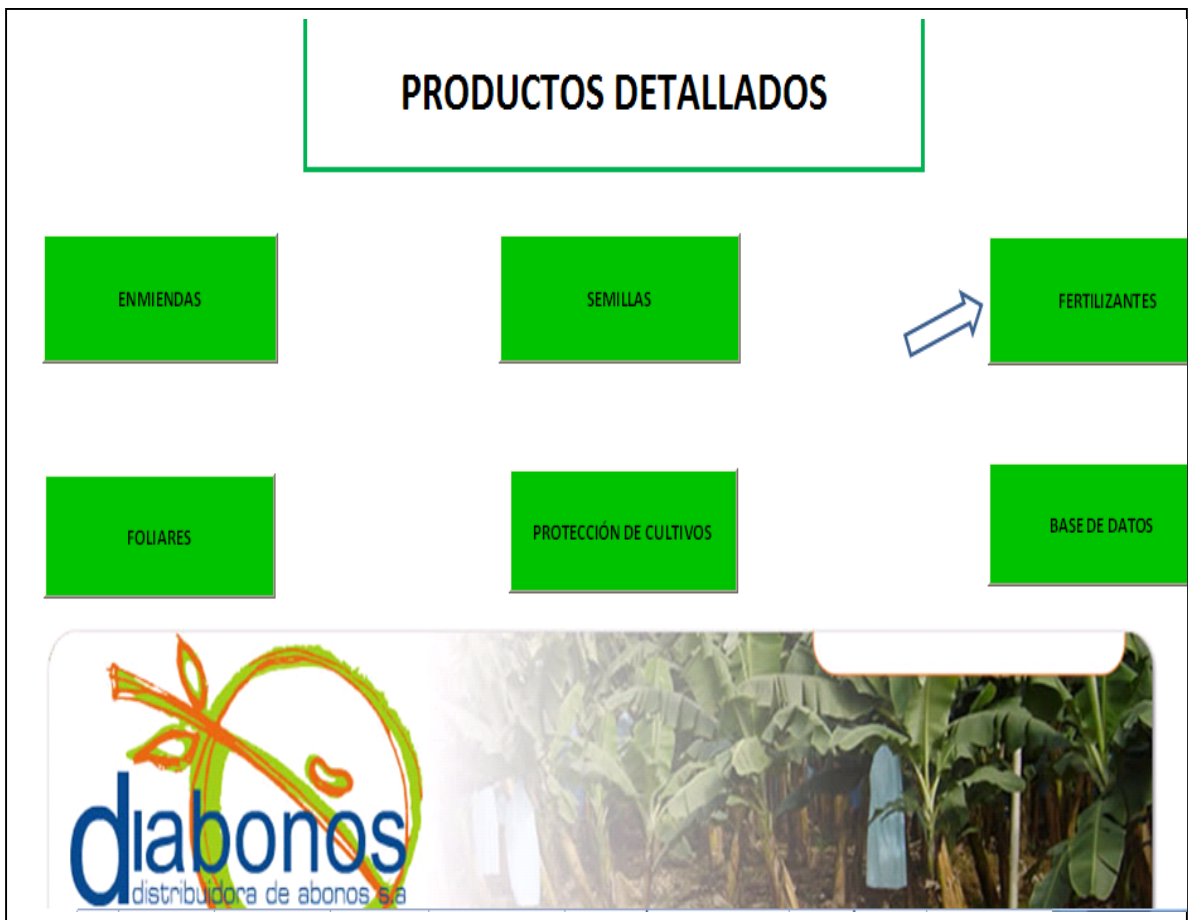 PRODUCTOS DETALLADOS
ENMIENDAS
SEMILLAS
FERTILIZANTES
FOLIARES
PROTECCIÓN DE CULTIVOS
BASE DE DATOS
diabonos
distribuidora de abonos s.a